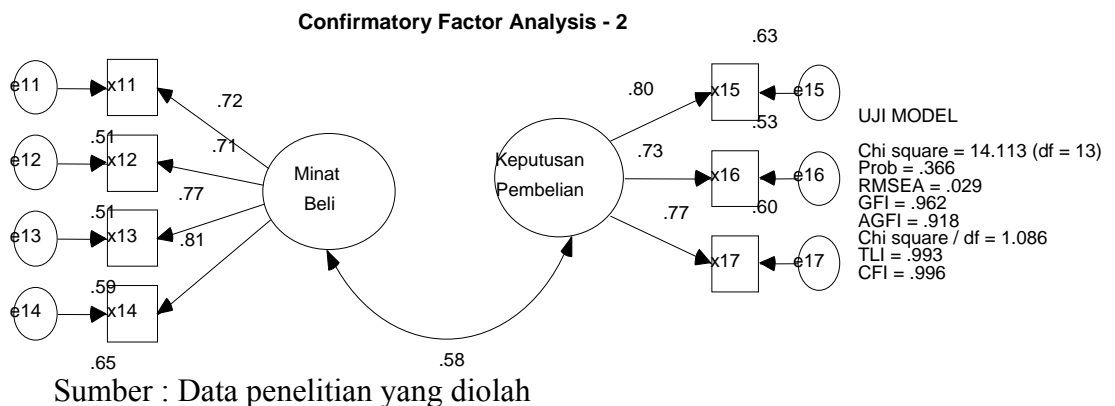 Confirmatory Factor Analysis - 2
e11
x11
.72
.51
e12
x12
.71
.51
e13
x13
.77
.59
e14
x14
.81
.65
Minat
Beli
.58
Keputusan
Pembelian
.63
.80
x15
e15
.53
.73
x16
e16
.60
.77
x17
e17
UJI MODEL
Chi square = 14.113 (df = 13)
Prob = .366
RMSEA = .029
GFI = .962
AGFI = .918
Chi square / df = 1.086
TLI = .993
CFI = .996
Sumber : Data penelitian yang diolah